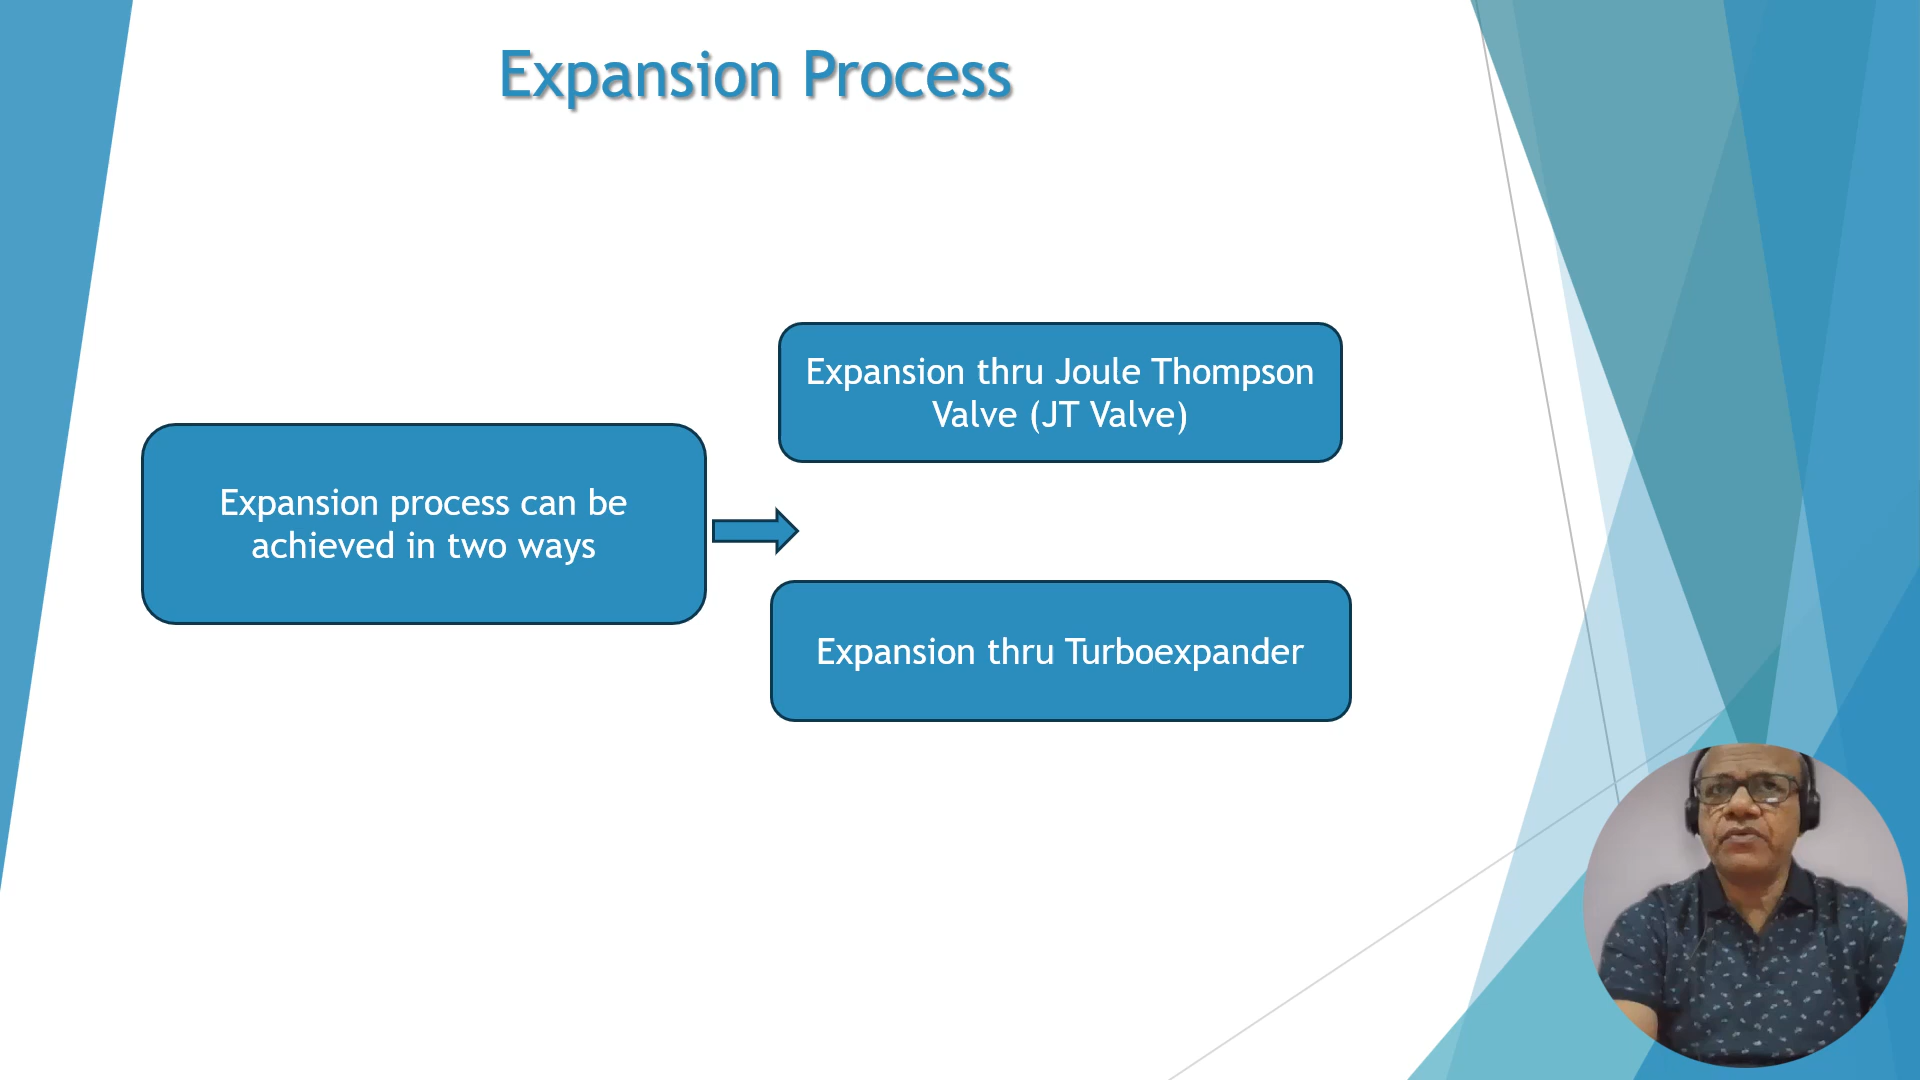 Expansion Process
Expansion process can be
achieved in two ways
Expansion thru Joule Thompson
Valve (JT Valve)
Expansion thru Turboexpander